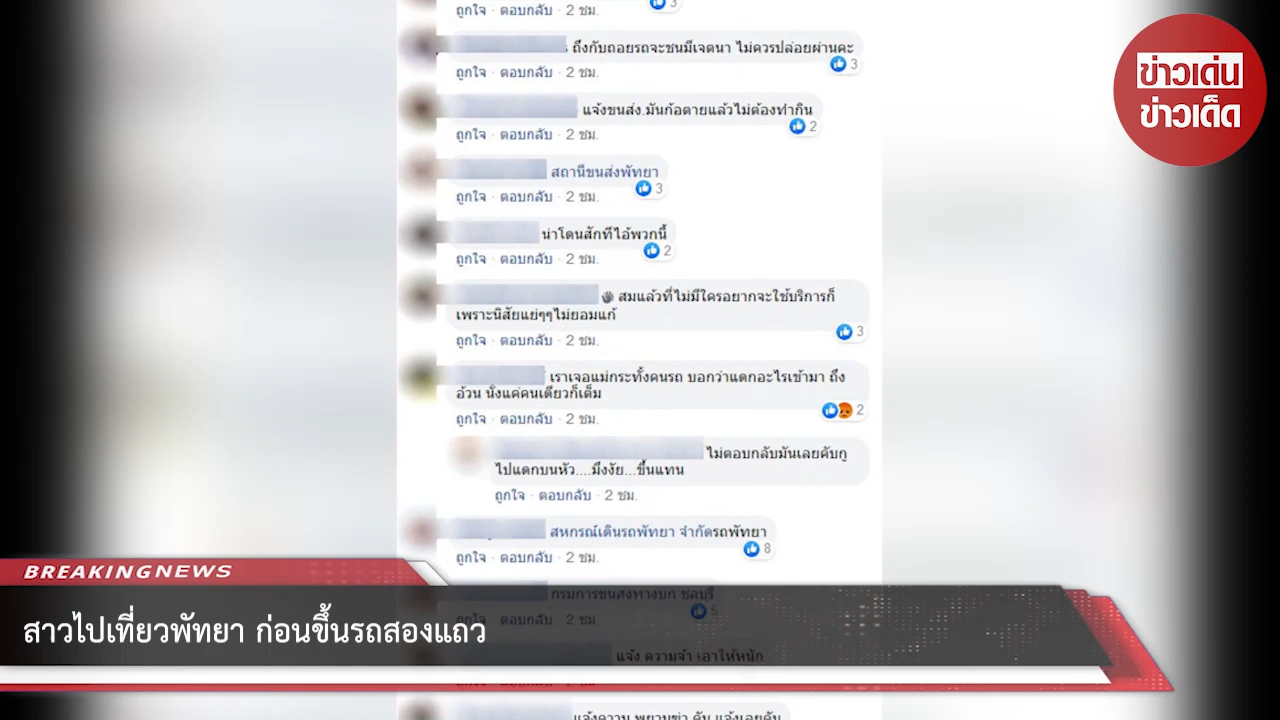 ถูกใจ · ตอบกลับ · 2 ชม.
3
ถึงกับถอยรถจะชนมีเจตนา ไม่ควรปล่อยผ่านคะ
3
ถูกใจ · ตอบกลับ · 2 ชม.
แจ้งขนส่ง.มันก้อตายแล้วไม่ต้องทำกิน
2
ถูกใจ · ตอบกลับ · 2 ชม.
สถานีขนส่งพัทยา
3
ถูกใจ · ตอบกลับ · 2 ชม.
น่าโดนสักทีไอ้พวกนี้
2
ถูกใจ · ตอบกลับ · 2 ชม.
สมแล้วที่ไม่มีใครอยากจะใช้บริการก็
เพราะนิสัยแย่ๆๆไม่ยอมแก้
3
ถูกใจ · ตอบกลับ · 2 ชม.
เราเจอแม่กระทั้งคนรถ บอกว่าแดกอะไรเข้ามา ถึง
อ้วน นั่งแค่คนเดียวก็เต็ม
2
ถูกใจ · ตอบกลับ · 2 ชม.
ไม่ตอบกลับมันเลยคับกู
ไปแดกบนหัว....มึงงัย...ขึ้นแทน
ถูกใจ · ตอบกลับ · 2 ชม.
สหกรณ์เดินรถพัทยา จำกัดรถพัทยา
8
ถูกใจ · ตอบกลับ · 2 ชม.
กรมการขนส่งทางบก ชลบุรี
5
ถูกใจ · ตอบกลับ · 2 ชม.
แจ้ง ความจ้า เอาให้หนัก
ข่าวเด่น
ข่าวเด็ด
BREAKINGNEWS
สาวไปเที่ยวพัทยา ก่อนขึ้นรถสองแถว